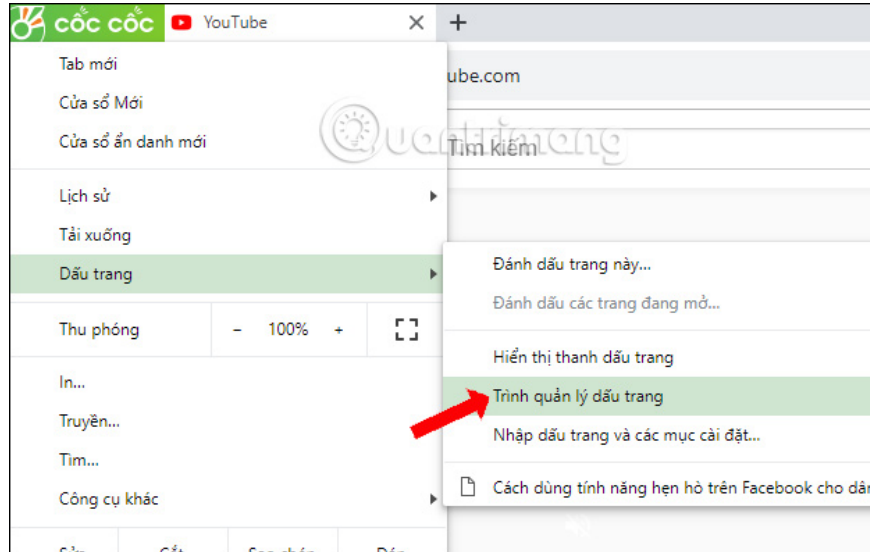 cốc cốc
YouTube
Tab mới
Cửa sổ Mới
Cửa sổ ẩn danh mới
Lịch sử
Tải xuống
Dấu trang
Thu phóng
- 100% +
In...
Truyền...
Tìm...
Công cụ khác
ube.com
Quantrimang
Tìm kiếm
Đánh dấu trang này...
Đánh dấu các trang đang mở...
Hiển thị thanh dấu trang
Trình quản lý dấu trang
Nhập dấu trang và các mục cài đặt...
Cách dùng tính năng hẹn hò trên Facebook cho